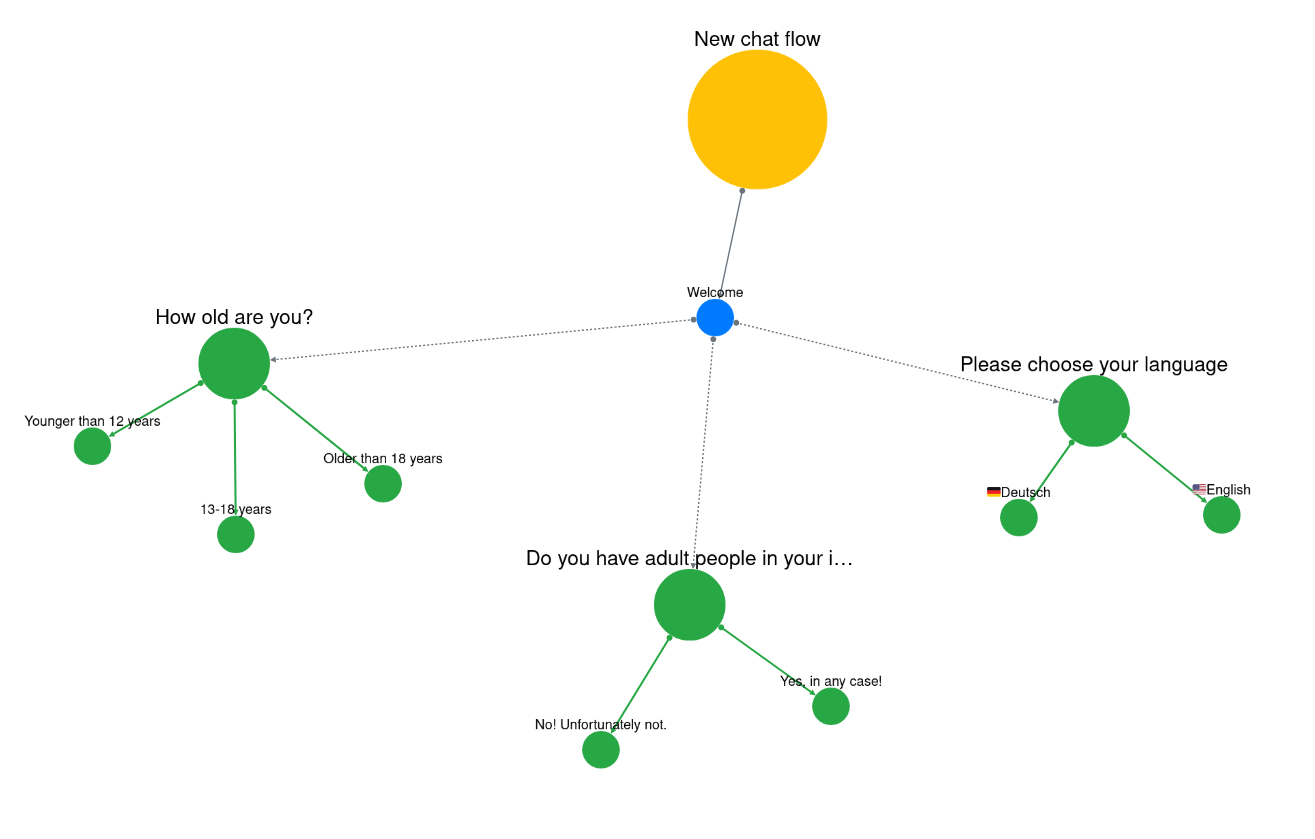 New chat flow
Welcome
How old are you?
Younger than 12 years
13-18 years
Older than 18 years
Do you have adult people in your i…
No! Unfortunately not.
Yes, in any case!
Please choose your language
🇩🇪Deutsch
🇺🇸English